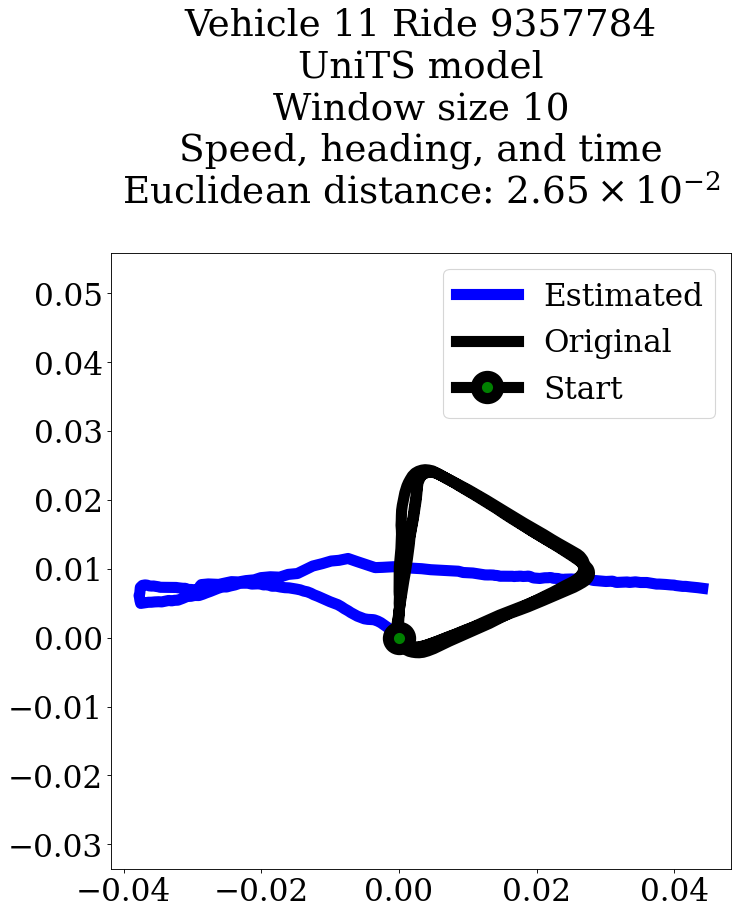 Vehicle 11 Ride 9357784
UniTS model
Window size 10
Speed, heading, and time
Euclidean distance: 2.65 × 10⁻²
Estimated
Original
Start
0.05
0.04
0.03
0.02
0.01
0.00
−0.01
−0.02
−0.03
−0.04 −0.02 0.00 0.02 0.04